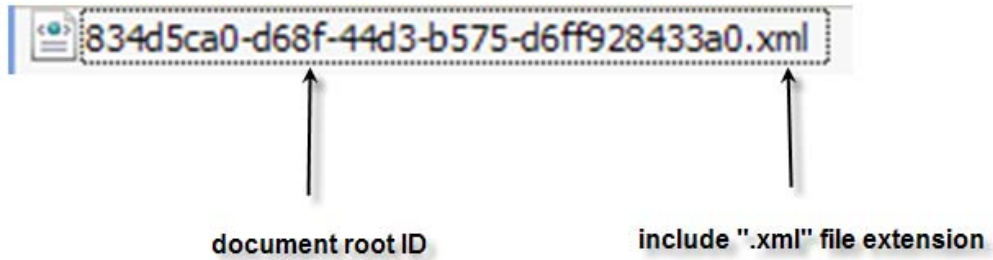 834d5ca0-d68f-44d3-b575-d6ff928433a0.xml
document root ID
include ".xml" file extension